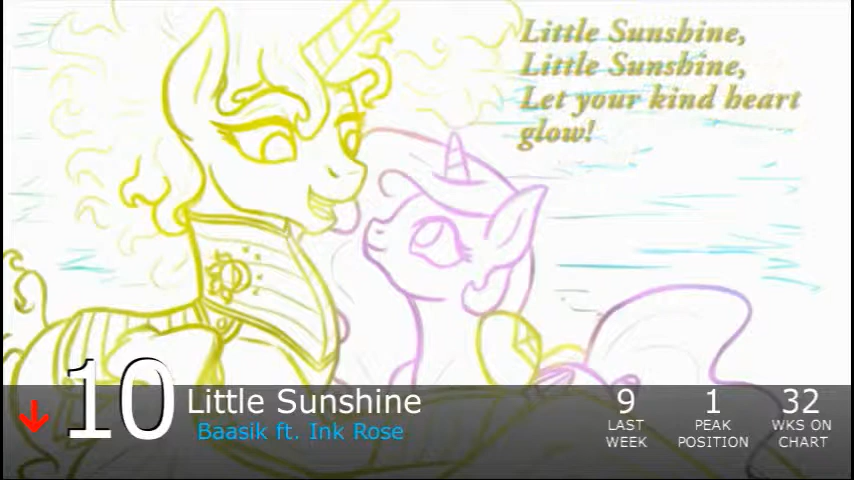 Little Sunshine,
Little Sunshine,
Let your kind heart
glow!
10
Little Sunshine
Baasik ft. Ink Rose
9
LAST
WEEK
1
PEAK
POSITION
32
WKS ON
CHART